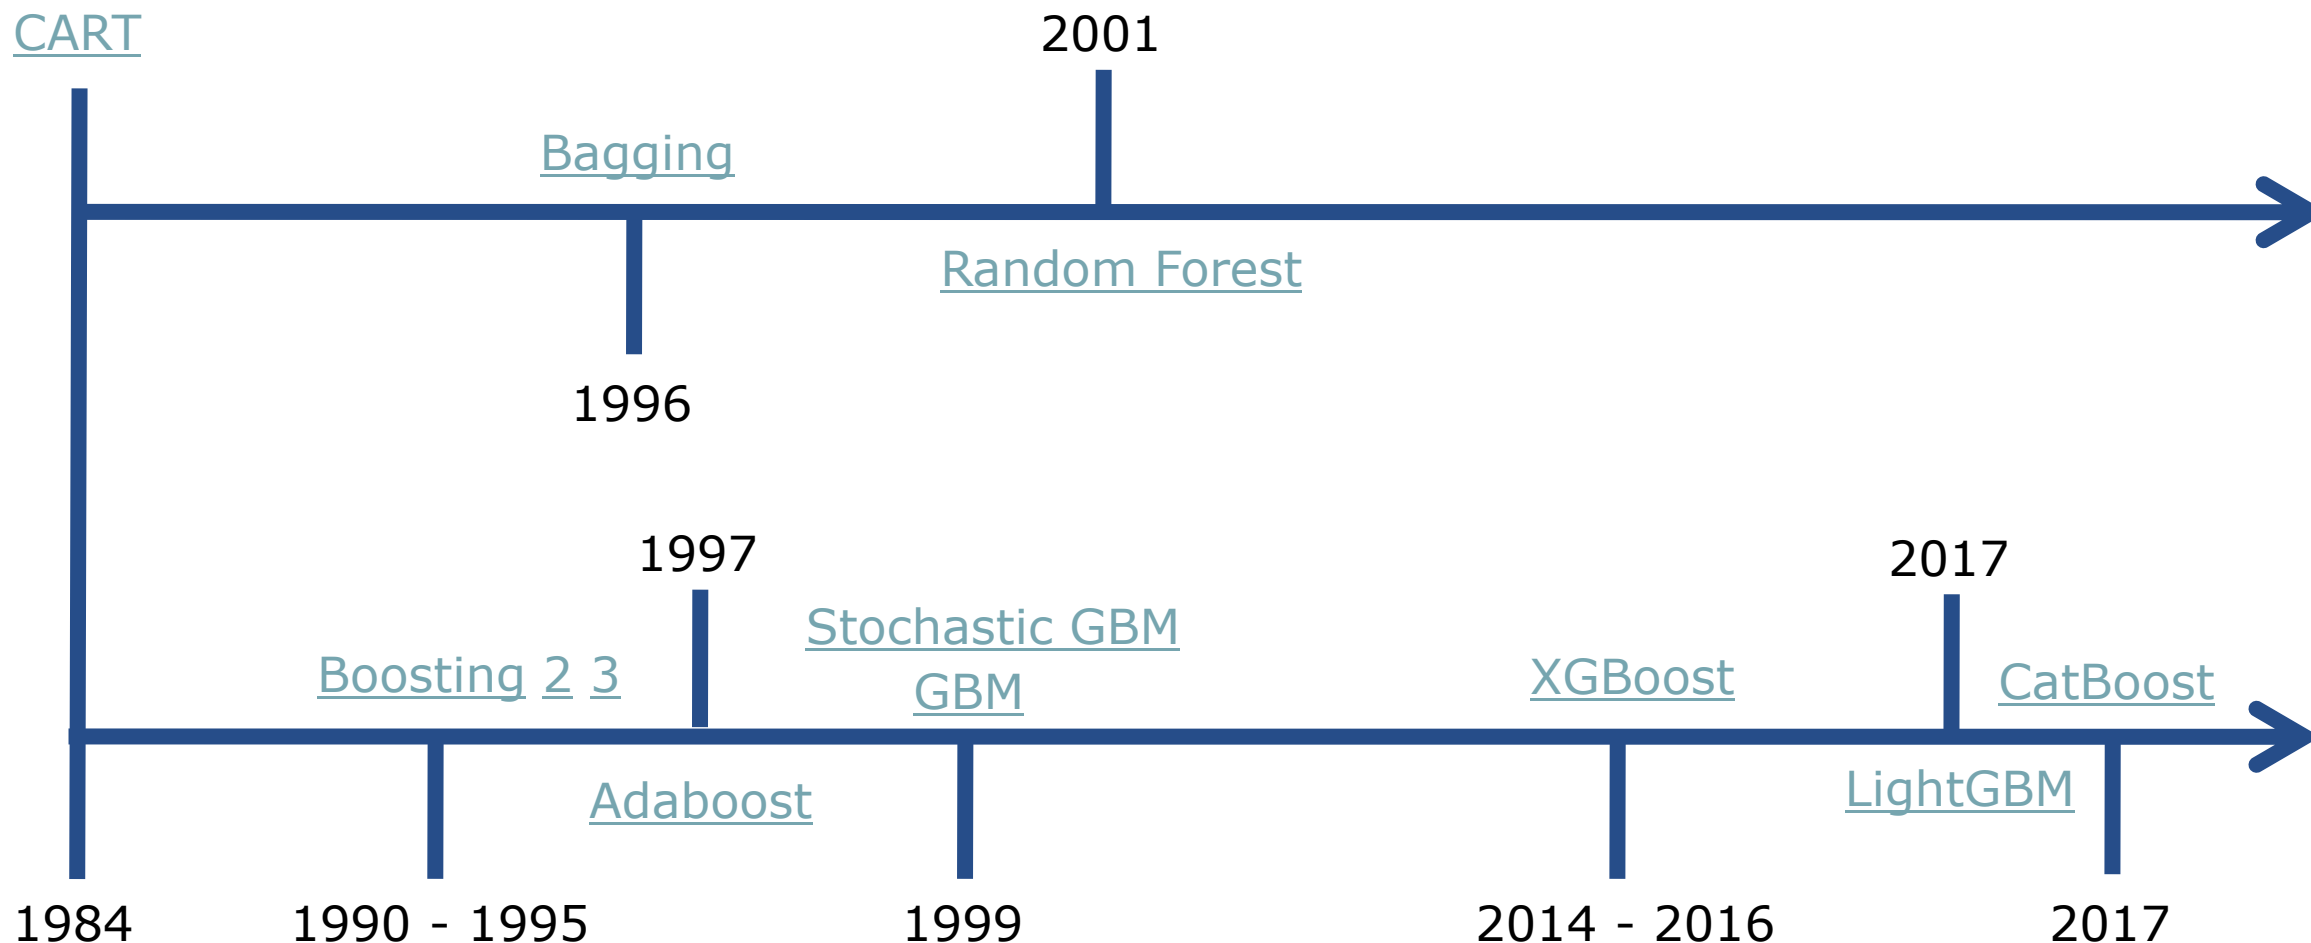 CART
2001
Bagging
Random Forest
1996
1997
2017
Stochastic GBM
GBM
Boosting 2 3
XGBoost
CatBoost
Adaboost
LightGBM
1984
1990 - 1995
1999
2014 - 2016
2017